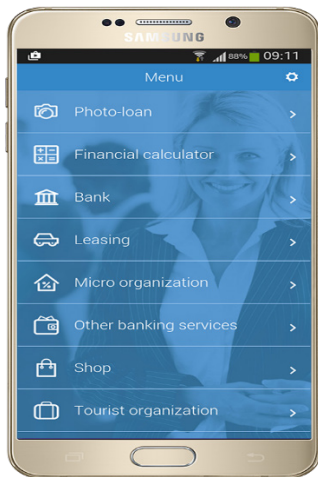 SAMSUNG
88% 09:11
Menu
Photo-loan
Financial calculator
Bank
Leasing
Micro organization
Other banking services
Shop
Tourist organization